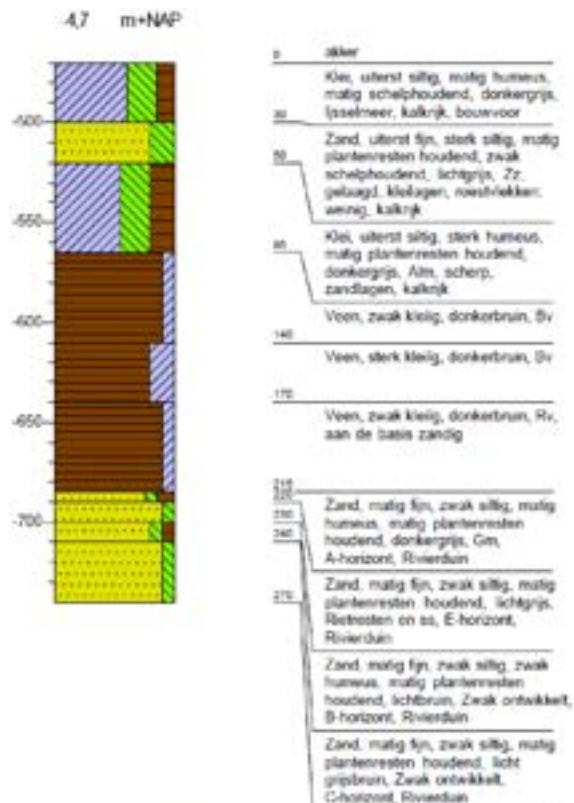 4,7 m+NAP
-500
-550
-600
-650
-700
0
akker
Klei, uiterst siltig, matig humeus,
matig schelphoudend, donkergrijs,
Ijsselmeer, kalkrijk, bouwvoor
30
Zand, uiterst fijn, sterk siltig, matig
plantenresten houdend, zwak
schelphoudend, lichtgrijs, Zz,
gelaagd, kleilagen, roestvlekken:
weinig, kalkrijk
50
Klei, uiterst siltig, sterk humeus,
matig plantenresten houdend,
donkergrijs, Alm, scherp,
zandlagen, kalkrijk
95
Veen, zwak kleiig, donkerbruin, Bv
140
Veen, sterk kleiig, donkerbruin, Bv
170
Veen, zwak kleiig, donkerbruin, Rv,
aan de basis zandig
215
220
Zand, matig fijn, zwak siltig, matig
humeus, matig plantenresten
houdend, donkergrijs, Gm,
A-horizont, Rivierduin
230
240
Zand, matig fijn, zwak siltig, matig
plantenresten houdend, lichtgrijs,
Rietresten en ss, E-horizont,
Rivierduin
270
Zand, matig fijn, zwak siltig, zwak
humeus, matig plantenresten
houdend, lichtbruin, Zwak ontwikkelt,
B-horizont, Rivierduin
Zand, matig fijn, zwak siltig, matig
plantenresten houdend, licht
grijsbruin, Zwak ontwikkelt,
C-horizont, Rivierduin